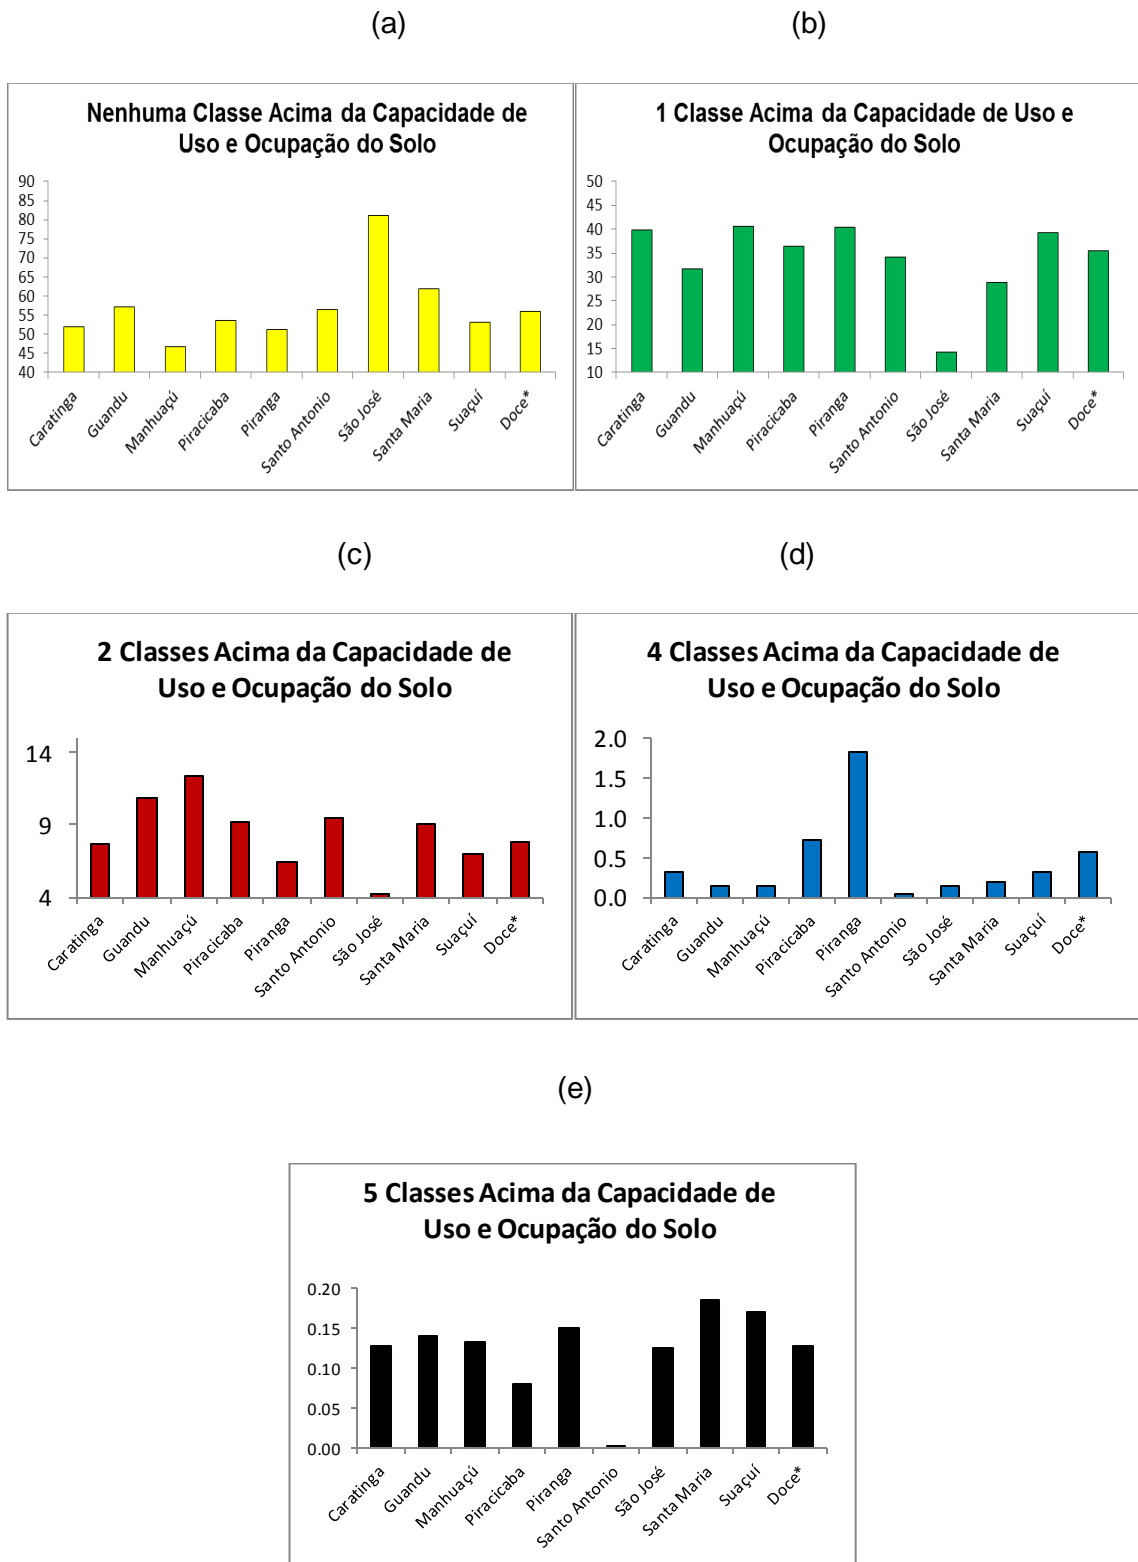 (a)
(b)
Nenhuma Classe Acima da Capacidade de
Uso e Ocupação do Solo
90
85
80
75
70
65
60
55
50
45
40
Caratinga
Guandu
Manhuaçú
Piracicaba
Piranga
Santo Antonio
São José
Santa Maria
Suaçuí
Doce*
1 Classe Acima da Capacidade de Uso e
Ocupação do Solo
50
45
40
35
30
25
20
15
10
Caratinga
Guandu
Manhuaçú
Piracicaba
Piranga
Santo Antonio
São José
Santa Maria
Suaçuí
Doce*
(c)
(d)
2 Classes Acima da Capacidade de
Uso e Ocupação do Solo
14
9
4
Caratinga
Guandu
Manhuaçú
Piracicaba
Piranga
Santo Antonio
São José
Santa Maria
Suaçuí
Doce*
4 Classes Acima da Capacidade de
Uso e Ocupação do Solo
2.0
1.5
1.0
0.5
0.0
Caratinga
Guandu
Manhuaçú
Piracicaba
Piranga
Santo Antonio
São José
Santa Maria
Suaçuí
Doce*
(e)
5 Classes Acima da Capacidade de
Uso e Ocupação do Solo
0.20
0.15
0.10
0.05
0.00
Caratinga
Guandu
Manhuaçú
Piracicaba
Piranga
Santo Antonio
São José
Santa Maria
Suaçuí
Doce*